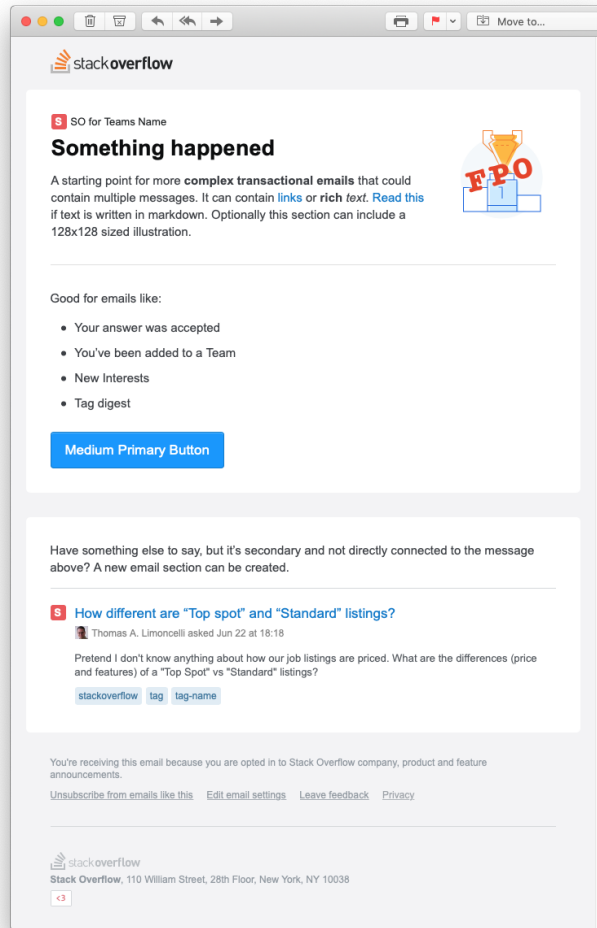 Move to...
stackoverflow
S SO for Teams Name
Something happened
A starting point for more complex transactional emails that could
contain multiple messages. It can contain links or rich text. Read this
if text is written in markdown. Optionally this section can include a
128x128 sized illustration.
FPO
1
Good for emails like:
• Your answer was accepted
• You’ve been added to a Team
• New Interests
• Tag digest
Medium Primary Button
Have something else to say, but it’s secondary and not directly connected to the message
above? A new email section can be created.
S How different are “Top spot” and “Standard” listings?
Thomas A. Limoncelli asked Jun 22 at 18:18
Pretend I don't know anything about how our job listings are priced. What are the differences (price
and features) of a "Top Spot" vs "Standard" listings?
stackoverflow tag tag-name
You're receiving this email because you are opted in to Stack Overflow company, product and feature
announcements.
Unsubscribe from emails like this Edit email settings Leave feedback Privacy
stackoverflow
Stack Overflow, 110 William Street, 28th Floor, New York, NY 10038
<3